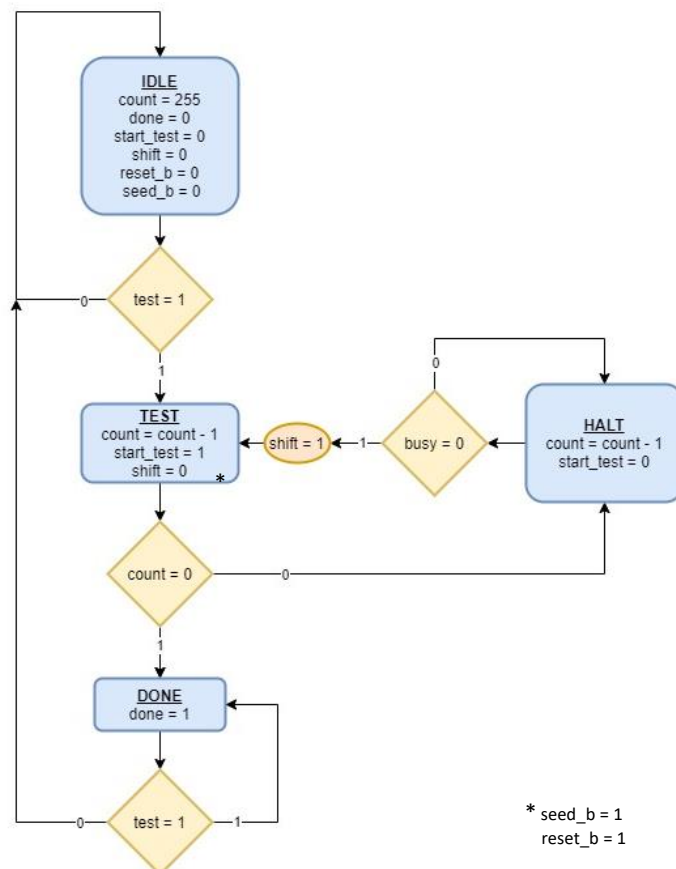 IDLE
count = 255
done = 0
start_test = 0
shift = 0
reset_b = 0
seed_b = 0
0
test = 1
1
0
TEST
count = count - 1
start_test = 1
shift = 0
*
shift = 1
1
busy = 0
HALT
count = count - 1
start_test = 0
count = 0
0
1
DONE
done = 1
0
test = 1
1
* seed_b = 1
reset_b = 1